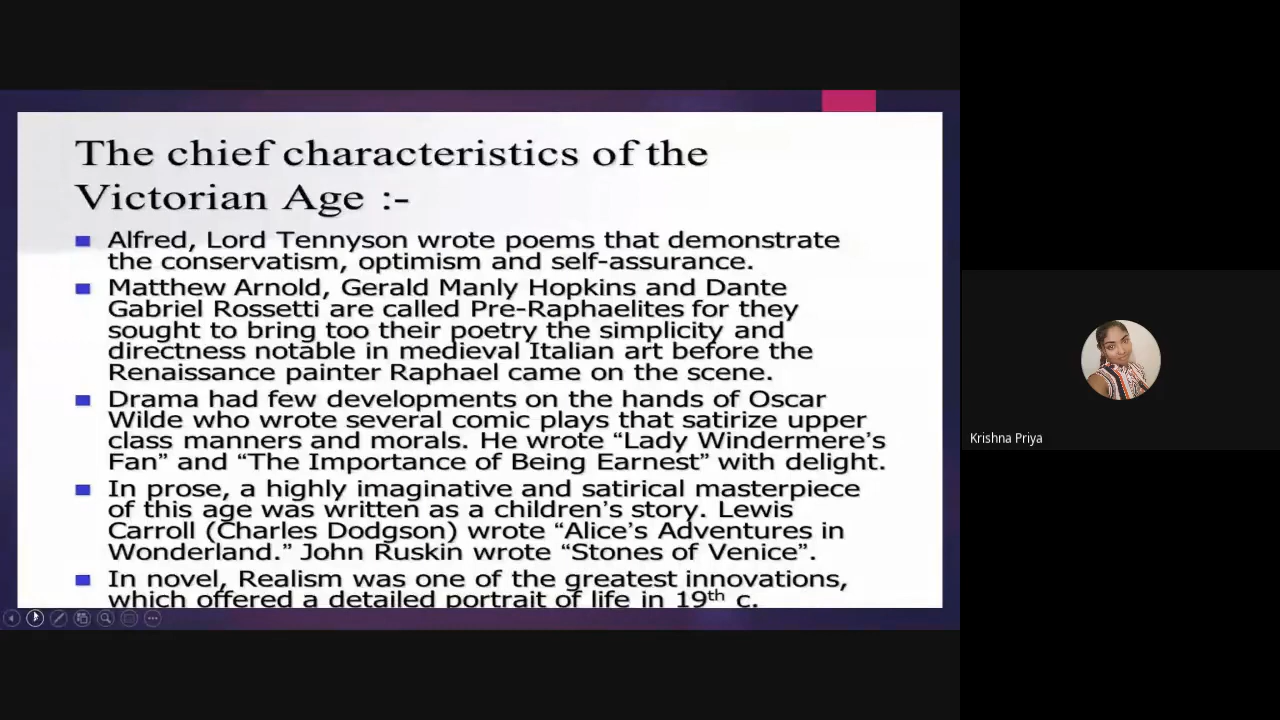 The chief characteristics of the
Victorian Age :-
Alfred, Lord Tennyson wrote poems that demonstrate
the conservatism, optimism and self-assurance.
Matthew Arnold, Gerald Manly Hopkins and Dante
Gabriel Rossetti are called Pre-Raphaelites for they
sought to bring too their poetry the simplicity and
directness notable in medieval Italian art before the
Renaissance painter Raphael came on the scene.
Drama had few developments on the hands of Oscar
Wilde who wrote several comic plays that satirize upper
class manners and morals. He wrote “Lady Windermere’s
Fan” and “The Importance of Being Earnest” with delight.
In prose, a highly imaginative and satirical masterpiece
of this age was written as a children’s story. Lewis
Carroll (Charles Dodgson) wrote “Alice’s Adventures in
Wonderland.” John Ruskin wrote “Stones of Venice”.
In novel, Realism was one of the greatest innovations,
which offered a detailed portrait of life in 19th c.
Krishna Priya